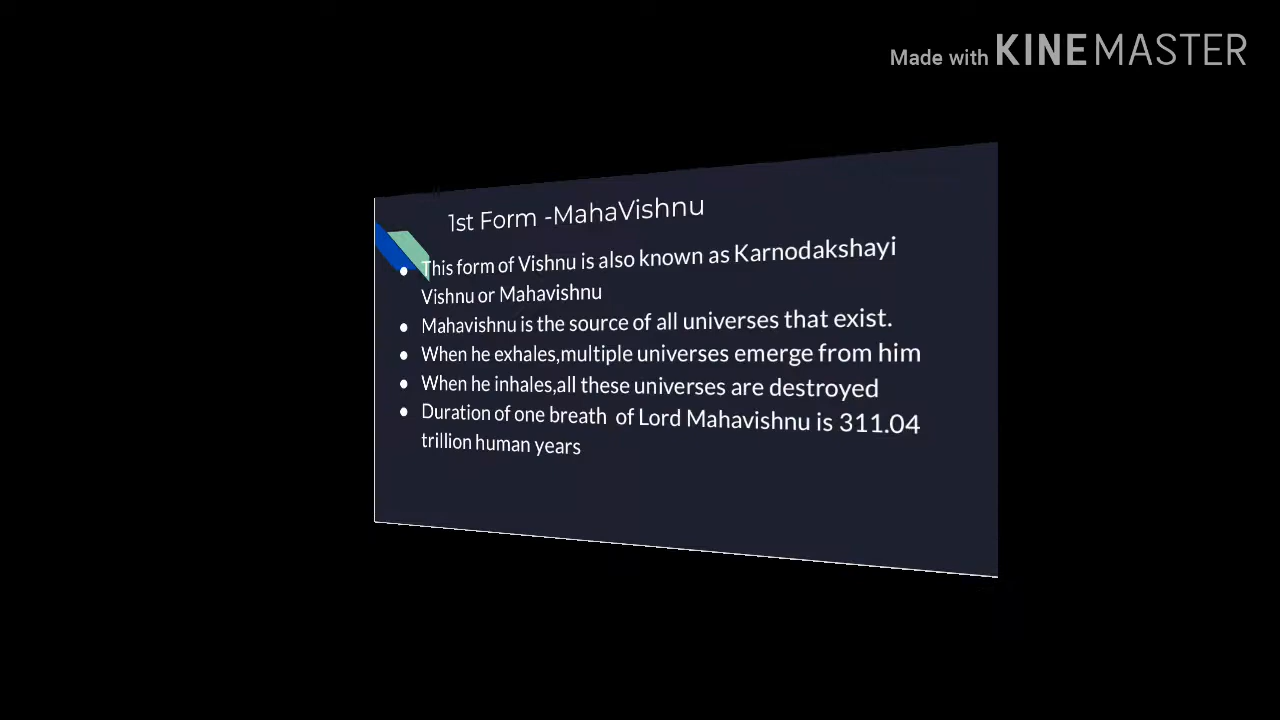 Made with KINEMASTER
1st Form -MahaVishnu
• This form of Vishnu is also known as Karnodakshayi
Vishnu or Mahavishnu
• Mahavishnu is the source of all universes that exist.
• When he exhales,multiple universes emerge from him
• When he inhales,all these universes are destroyed
• Duration of one breath of Lord Mahavishnu is 311.04
trillion human years